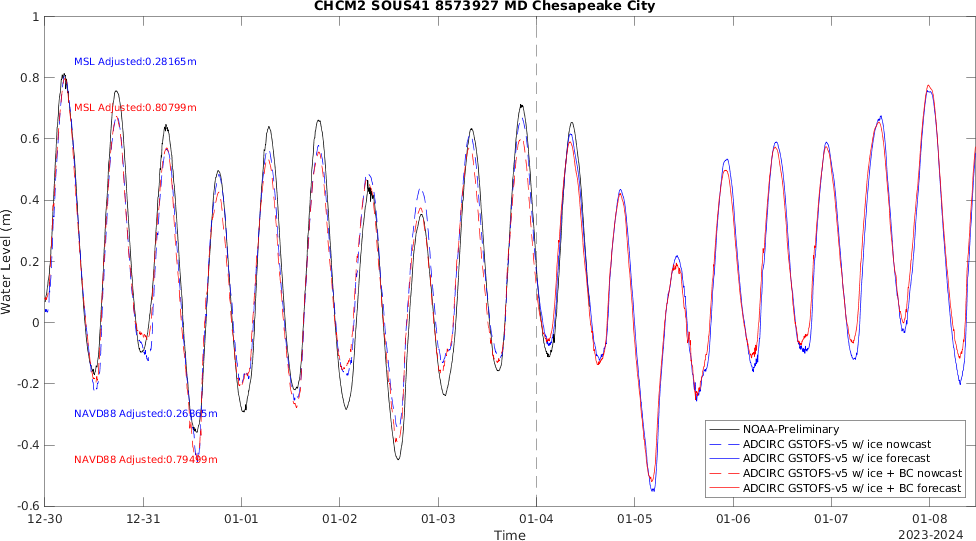 CHCM2 SOUS41 8573927 MD Chesapeake City
1
0.8
0.6
0.4
0.2
0
-0.2
-0.4
-0.6
Water Level (m)
MSL Adjusted:0.28165m
MSL Adjusted:0.80799m
NAVD88 Adjusted:0.26865m
NAVD88 Adjusted:0.79499m
NOAA-Preliminary
ADCIRC GSTOFS-v5 w/ ice nowcast
ADCIRC GSTOFS-v5 w/ ice forecast
ADCIRC GSTOFS-v5 w/ ice + BC nowcast
ADCIRC GSTOFS-v5 w/ ice + BC forecast
12-30 12-31 01-01 01-02 01-03 01-04 01-05 01-06 01-07 01-08
Time
2023-2024